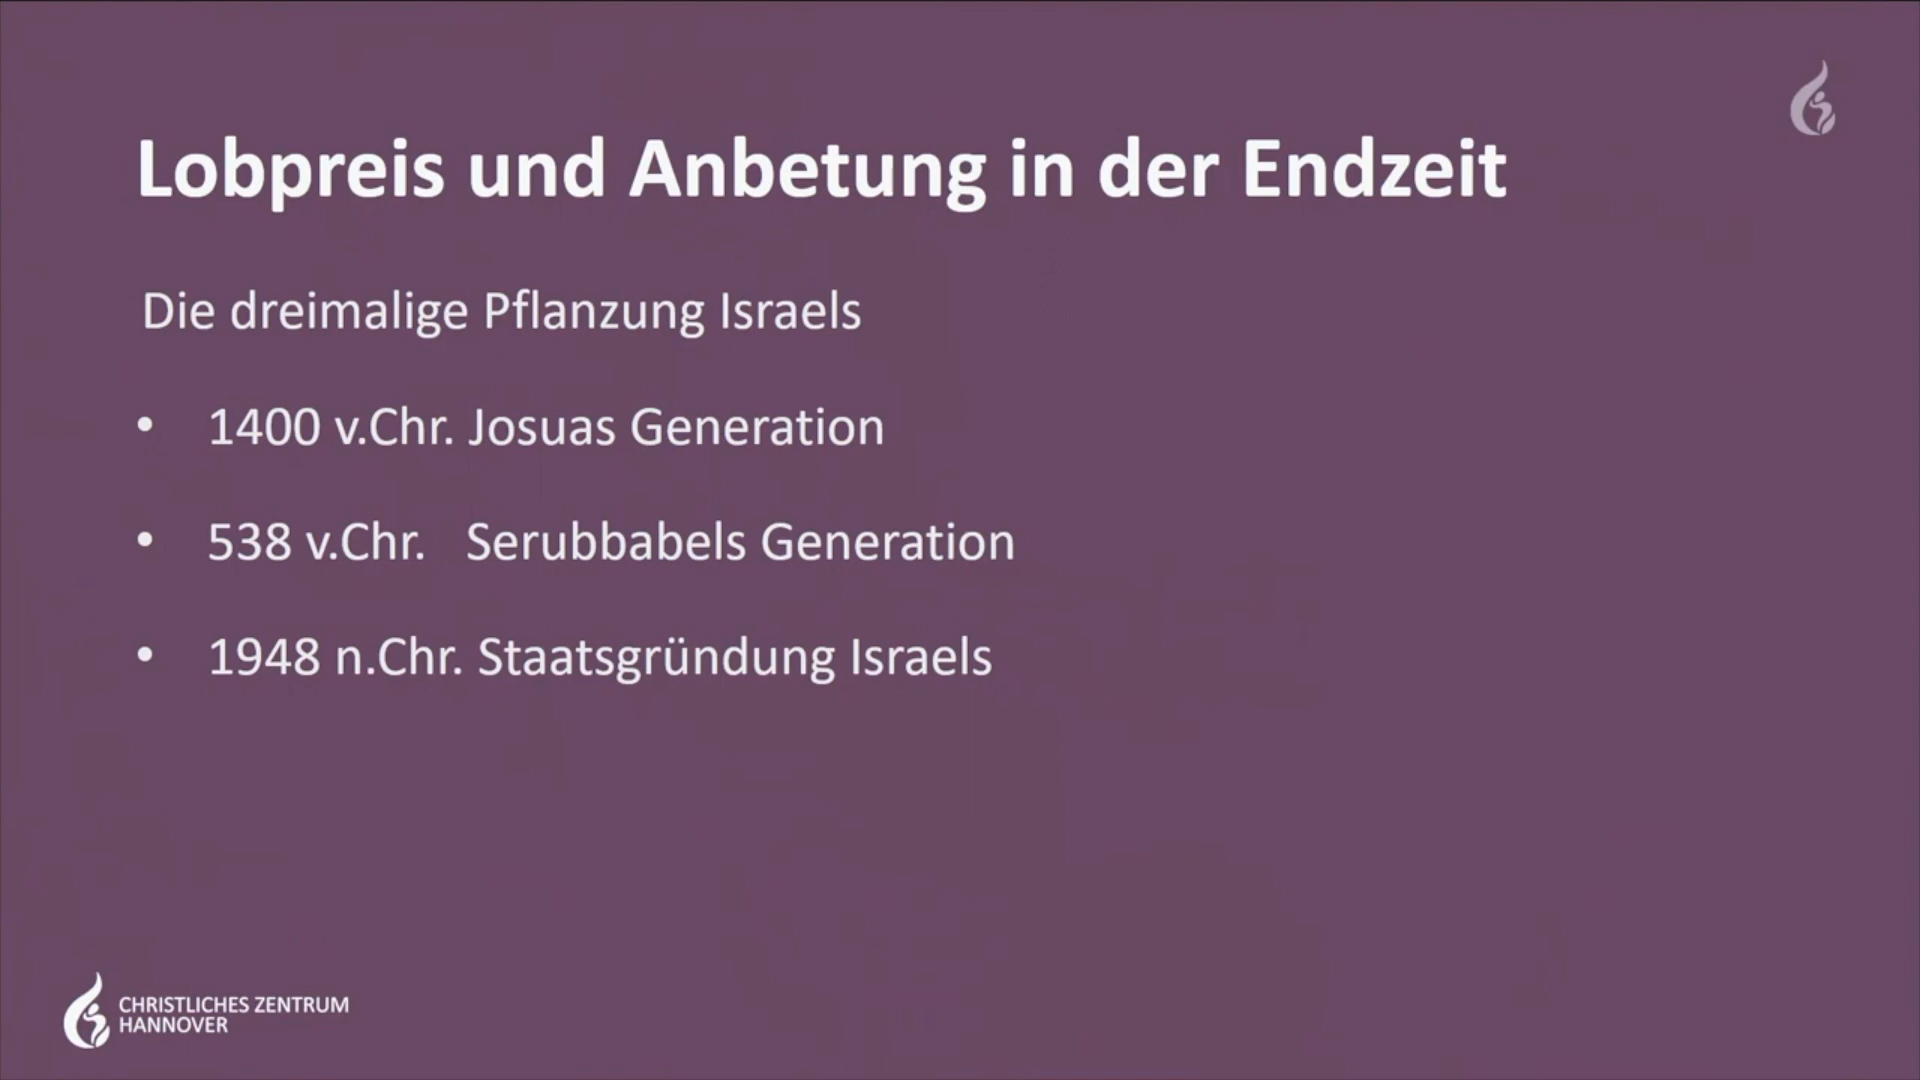 Lobpreis und Anbetung in der Endzeit
Die dreimalige Pflanzung Israels
• 1400 v.Chr. Josuas Generation
• 538 v.Chr. Serubbabels Generation
• 1948 n.Chr. Staatsgründung Israels
CHRISTLICHES ZENTRUM
HANNOVER